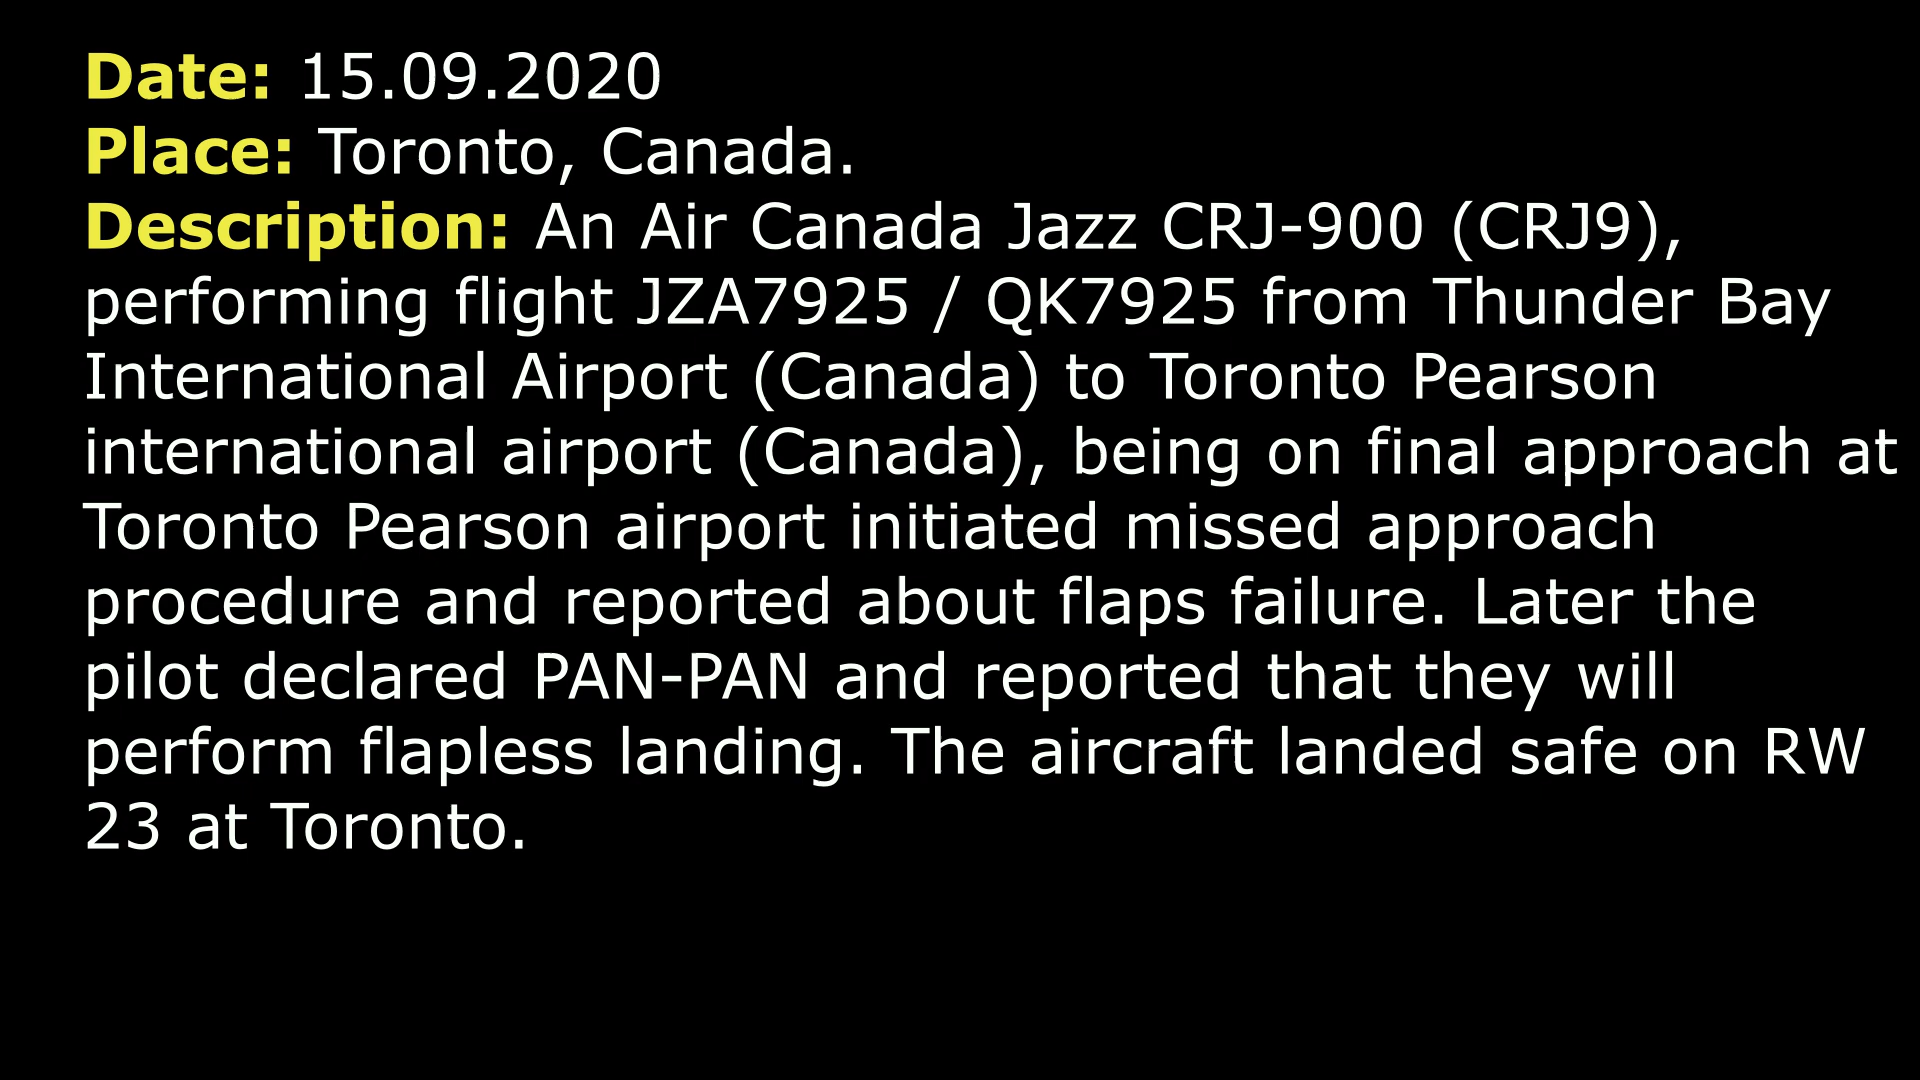 Date: 15.09.2020
Place: Toronto, Canada.
Description: An Air Canada Jazz CRJ-900 (CRJ9),
performing flight JZA7925 / QK7925 from Thunder Bay
International Airport (Canada) to Toronto Pearson
international airport (Canada), being on final approach at
Toronto Pearson airport initiated missed approach
procedure and reported about flaps failure. Later the
pilot declared PAN-PAN and reported that they will
perform flapless landing. The aircraft landed safe on RW
23 at Toronto.